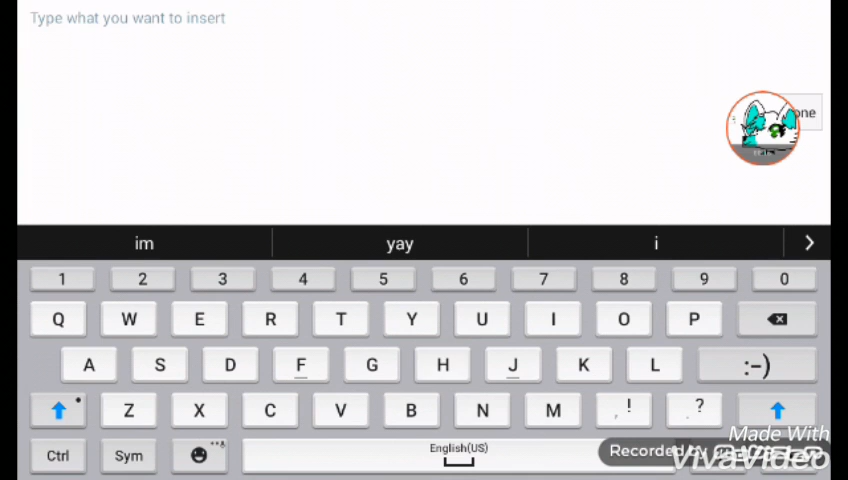 Type what you want to insert
one
im yay i
1 2 3 4 5 6 7 8 9 0
Q W E R T Y U I O P
A S D F G H J K L :-)
Z X C V B N M , ! . ?
Ctrl Sym English(US)
Recorded by
Made With
VivaVideo